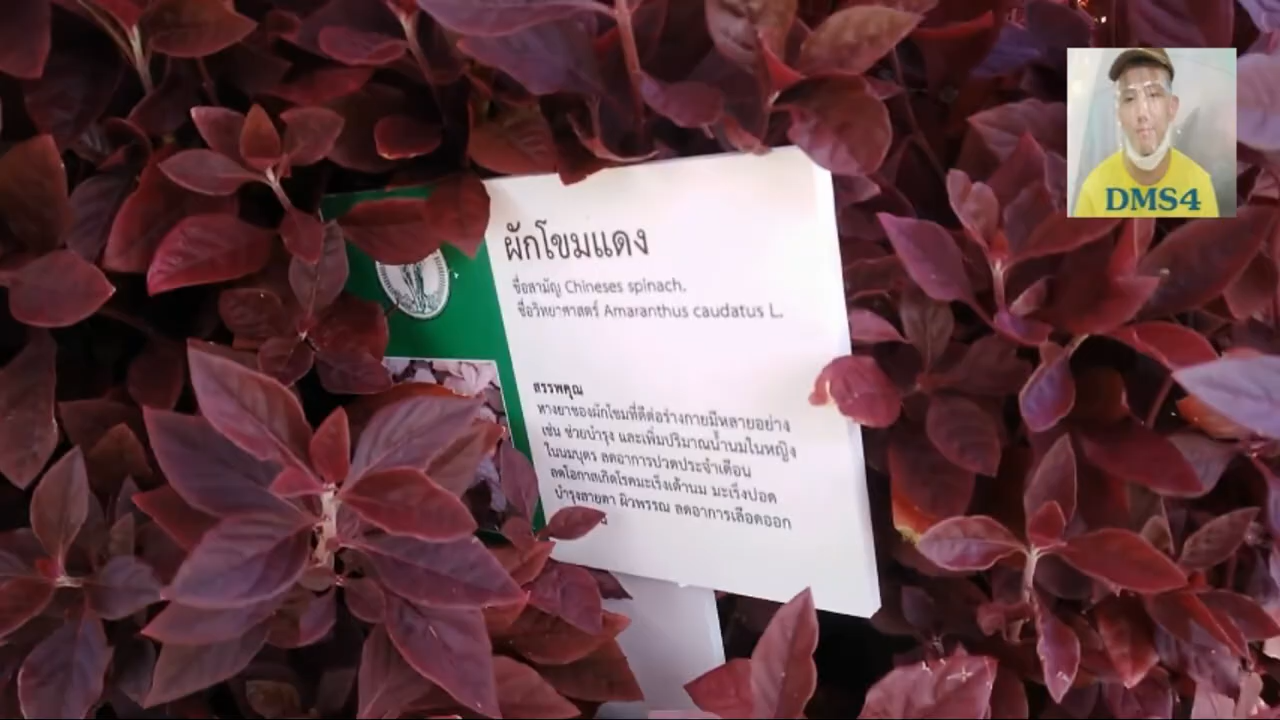 DMS4
ผักโขมแดง
ชื่อสามัญ Chineses spinach.
ชื่อวิทยาศาสตร์ Amaranthus caudatus L.
สรรพคุณ
ทางยาของผักโขมที่ดีต่อร่างกายมีหลายอย่าง
เช่น ช่วยบำรุง และเพิ่มปริมาณน้ำนมในหญิง
ให้นมบุตร ลดอาการปวดประจำเดือน
ลดโอกาสเกิดโรคมะเร็งเต้านม มะเร็งปอด
บำรุงสายตา ผิวพรรณ ลดอาการเลือดออก